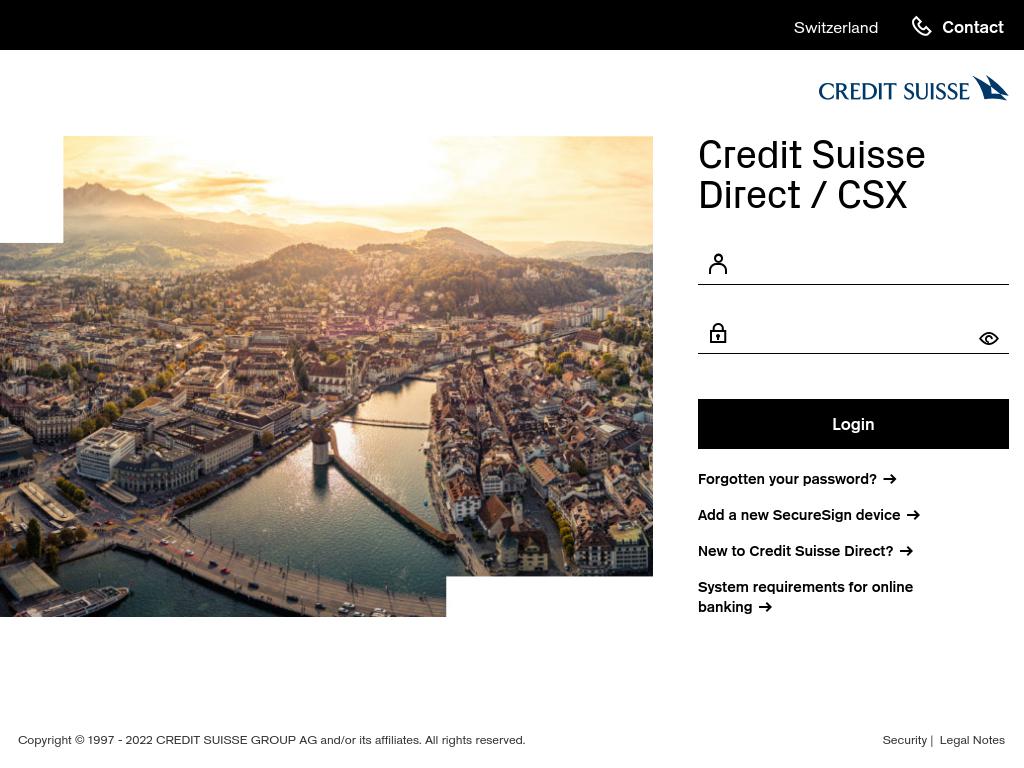 Switzerland
Contact
CREDIT SUISSE
Credit Suisse
Direct / CSX
Login
Forgotten your password?
Add a new SecureSign device
New to Credit Suisse Direct?
System requirements for online
banking
Copyright © 1997 - 2022 CREDIT SUISSE GROUP AG and/or its affiliates. All rights reserved.
Security | Legal Notes